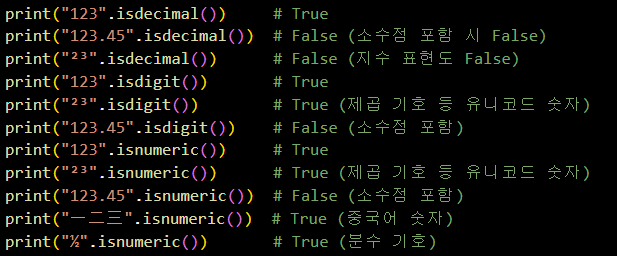 print("123".isdecimal())     # True
print("123.45".isdecimal())  # False (소수점 포함 시 False)
print("²³".isdecimal())      # False (지수 표현도 False)
print("123".isdigit())       # True
print("²³".isdigit())        # True (제곱 기호 등 유니코드 숫자)
print("123.45".isdigit())    # False (소수점 포함)
print("123".isnumeric())     # True
print("²³".isnumeric())      # True (제곱 기호 등 유니코드 숫자)
print("123.45".isnumeric())  # False (소수점 포함)
print("一二三".isnumeric())  # True (중국어 숫자)
print("½".isnumeric())       # True (분수 기호)